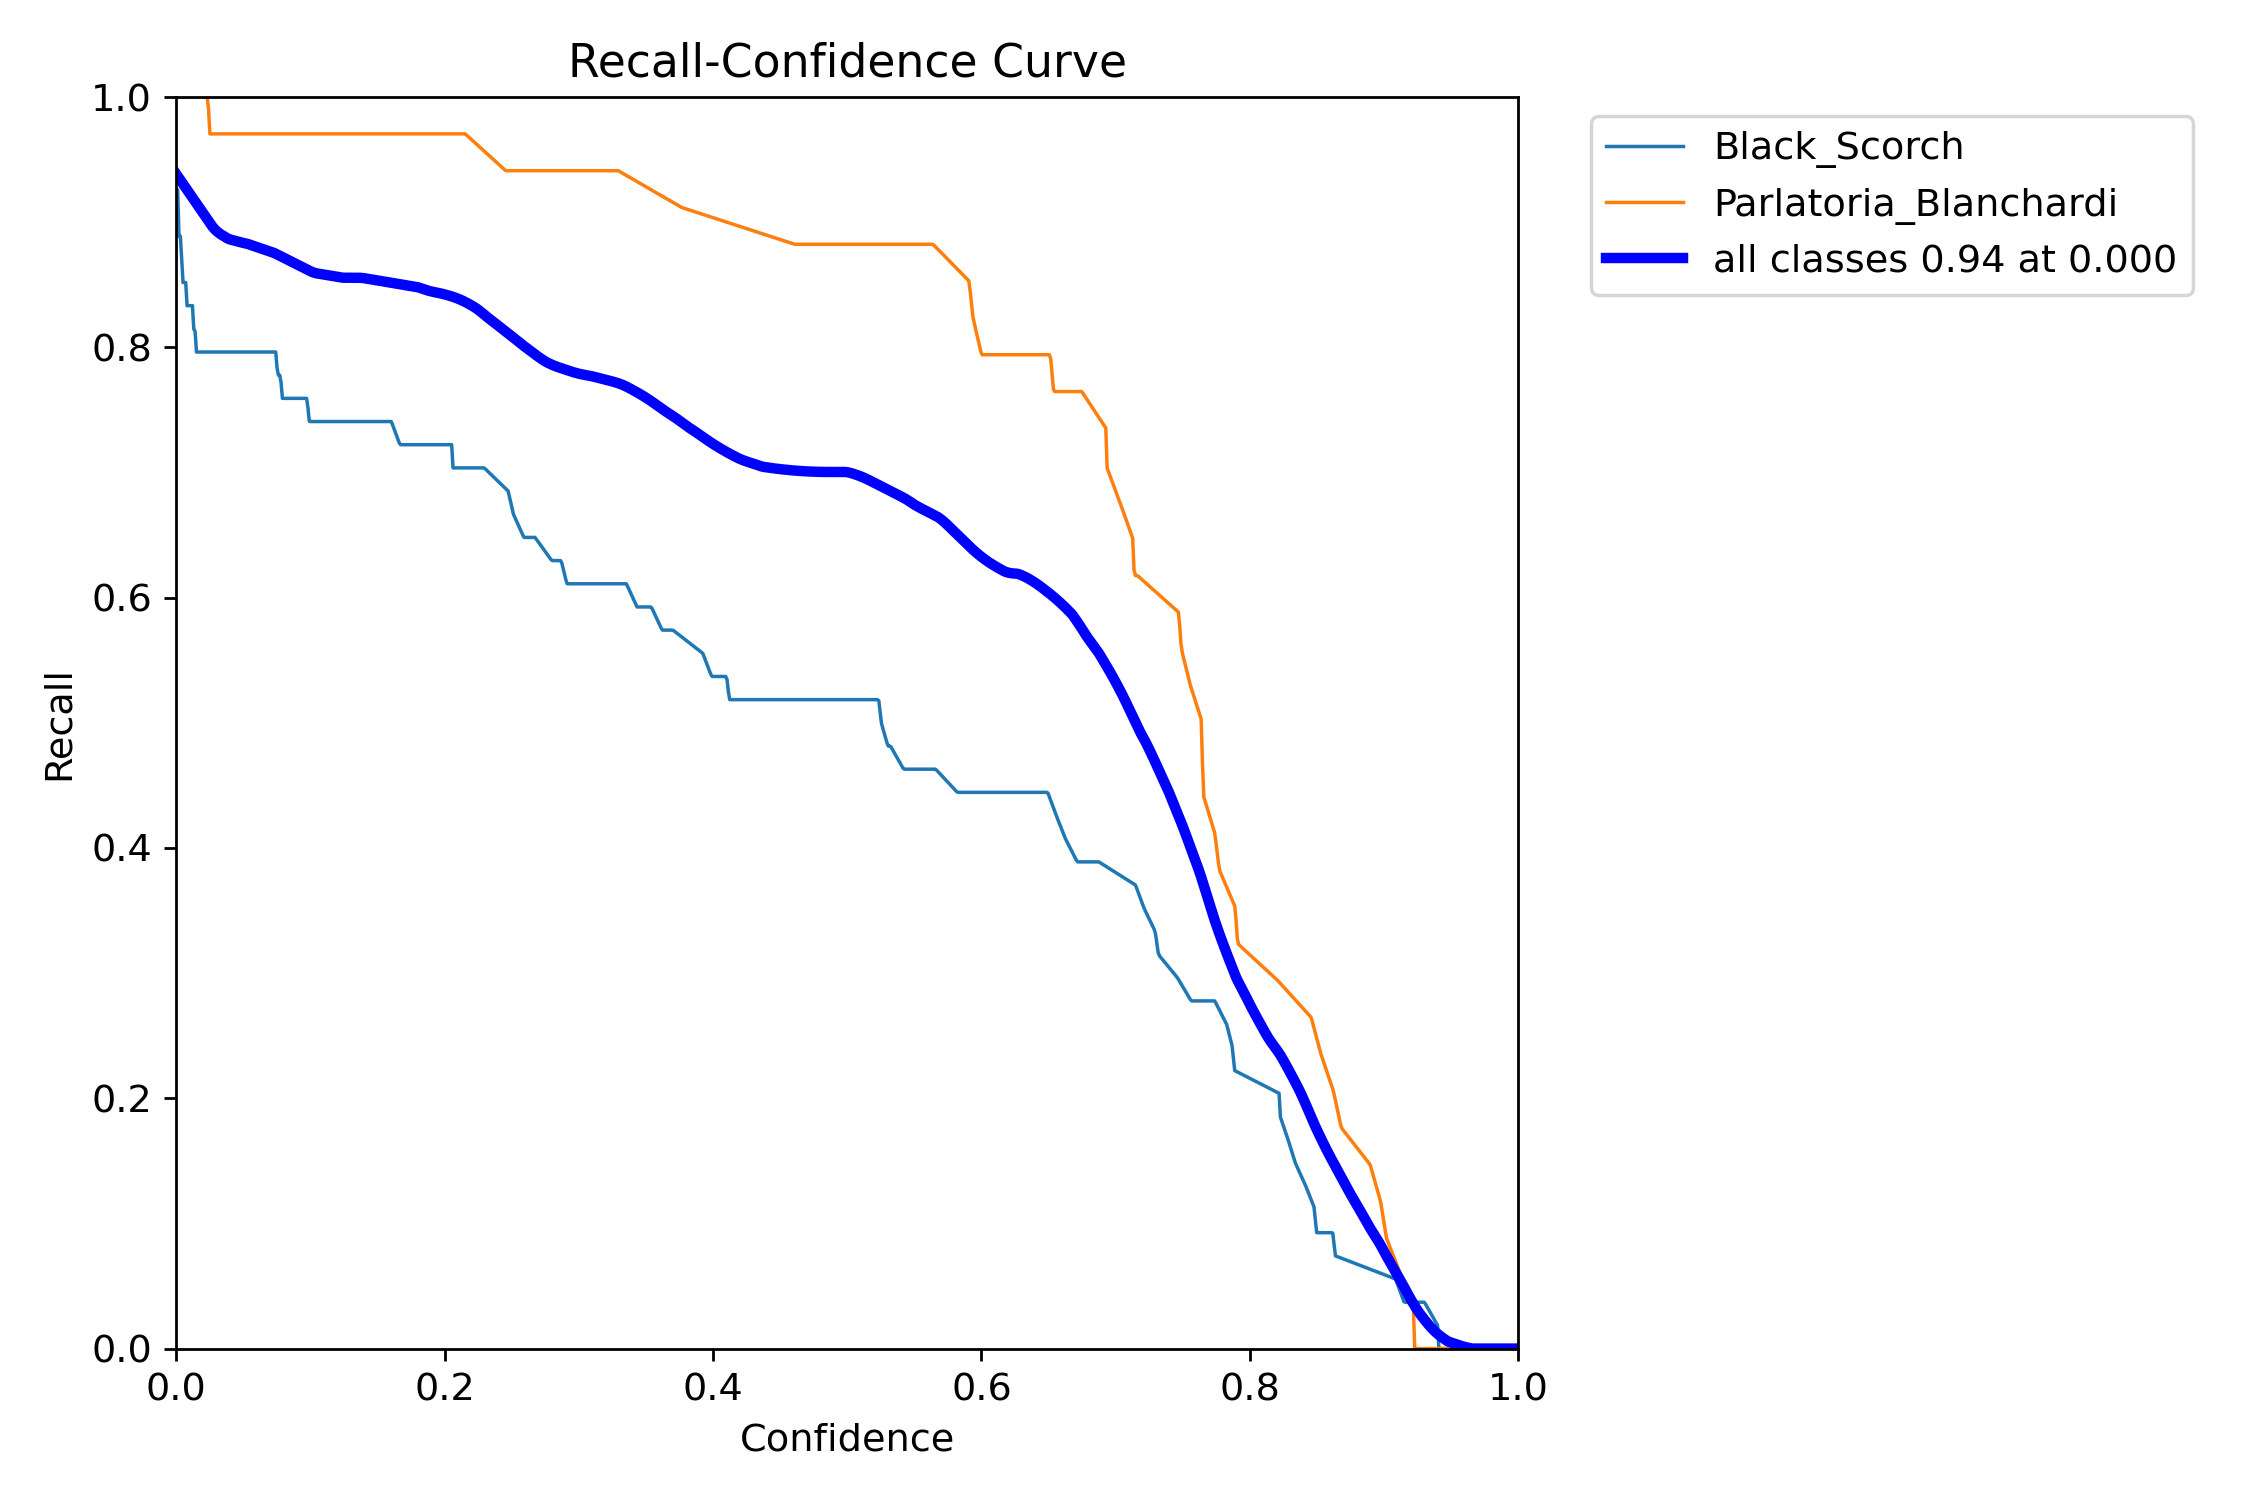 Recall-Confidence Curve
1.0
0.8
0.6
0.4
0.2
0.0
Recall
0.0 0.2 0.4 0.6 0.8 1.0
Confidence
Black_Scorch
Parlatoria_Blanchardi
all classes 0.94 at 0.000